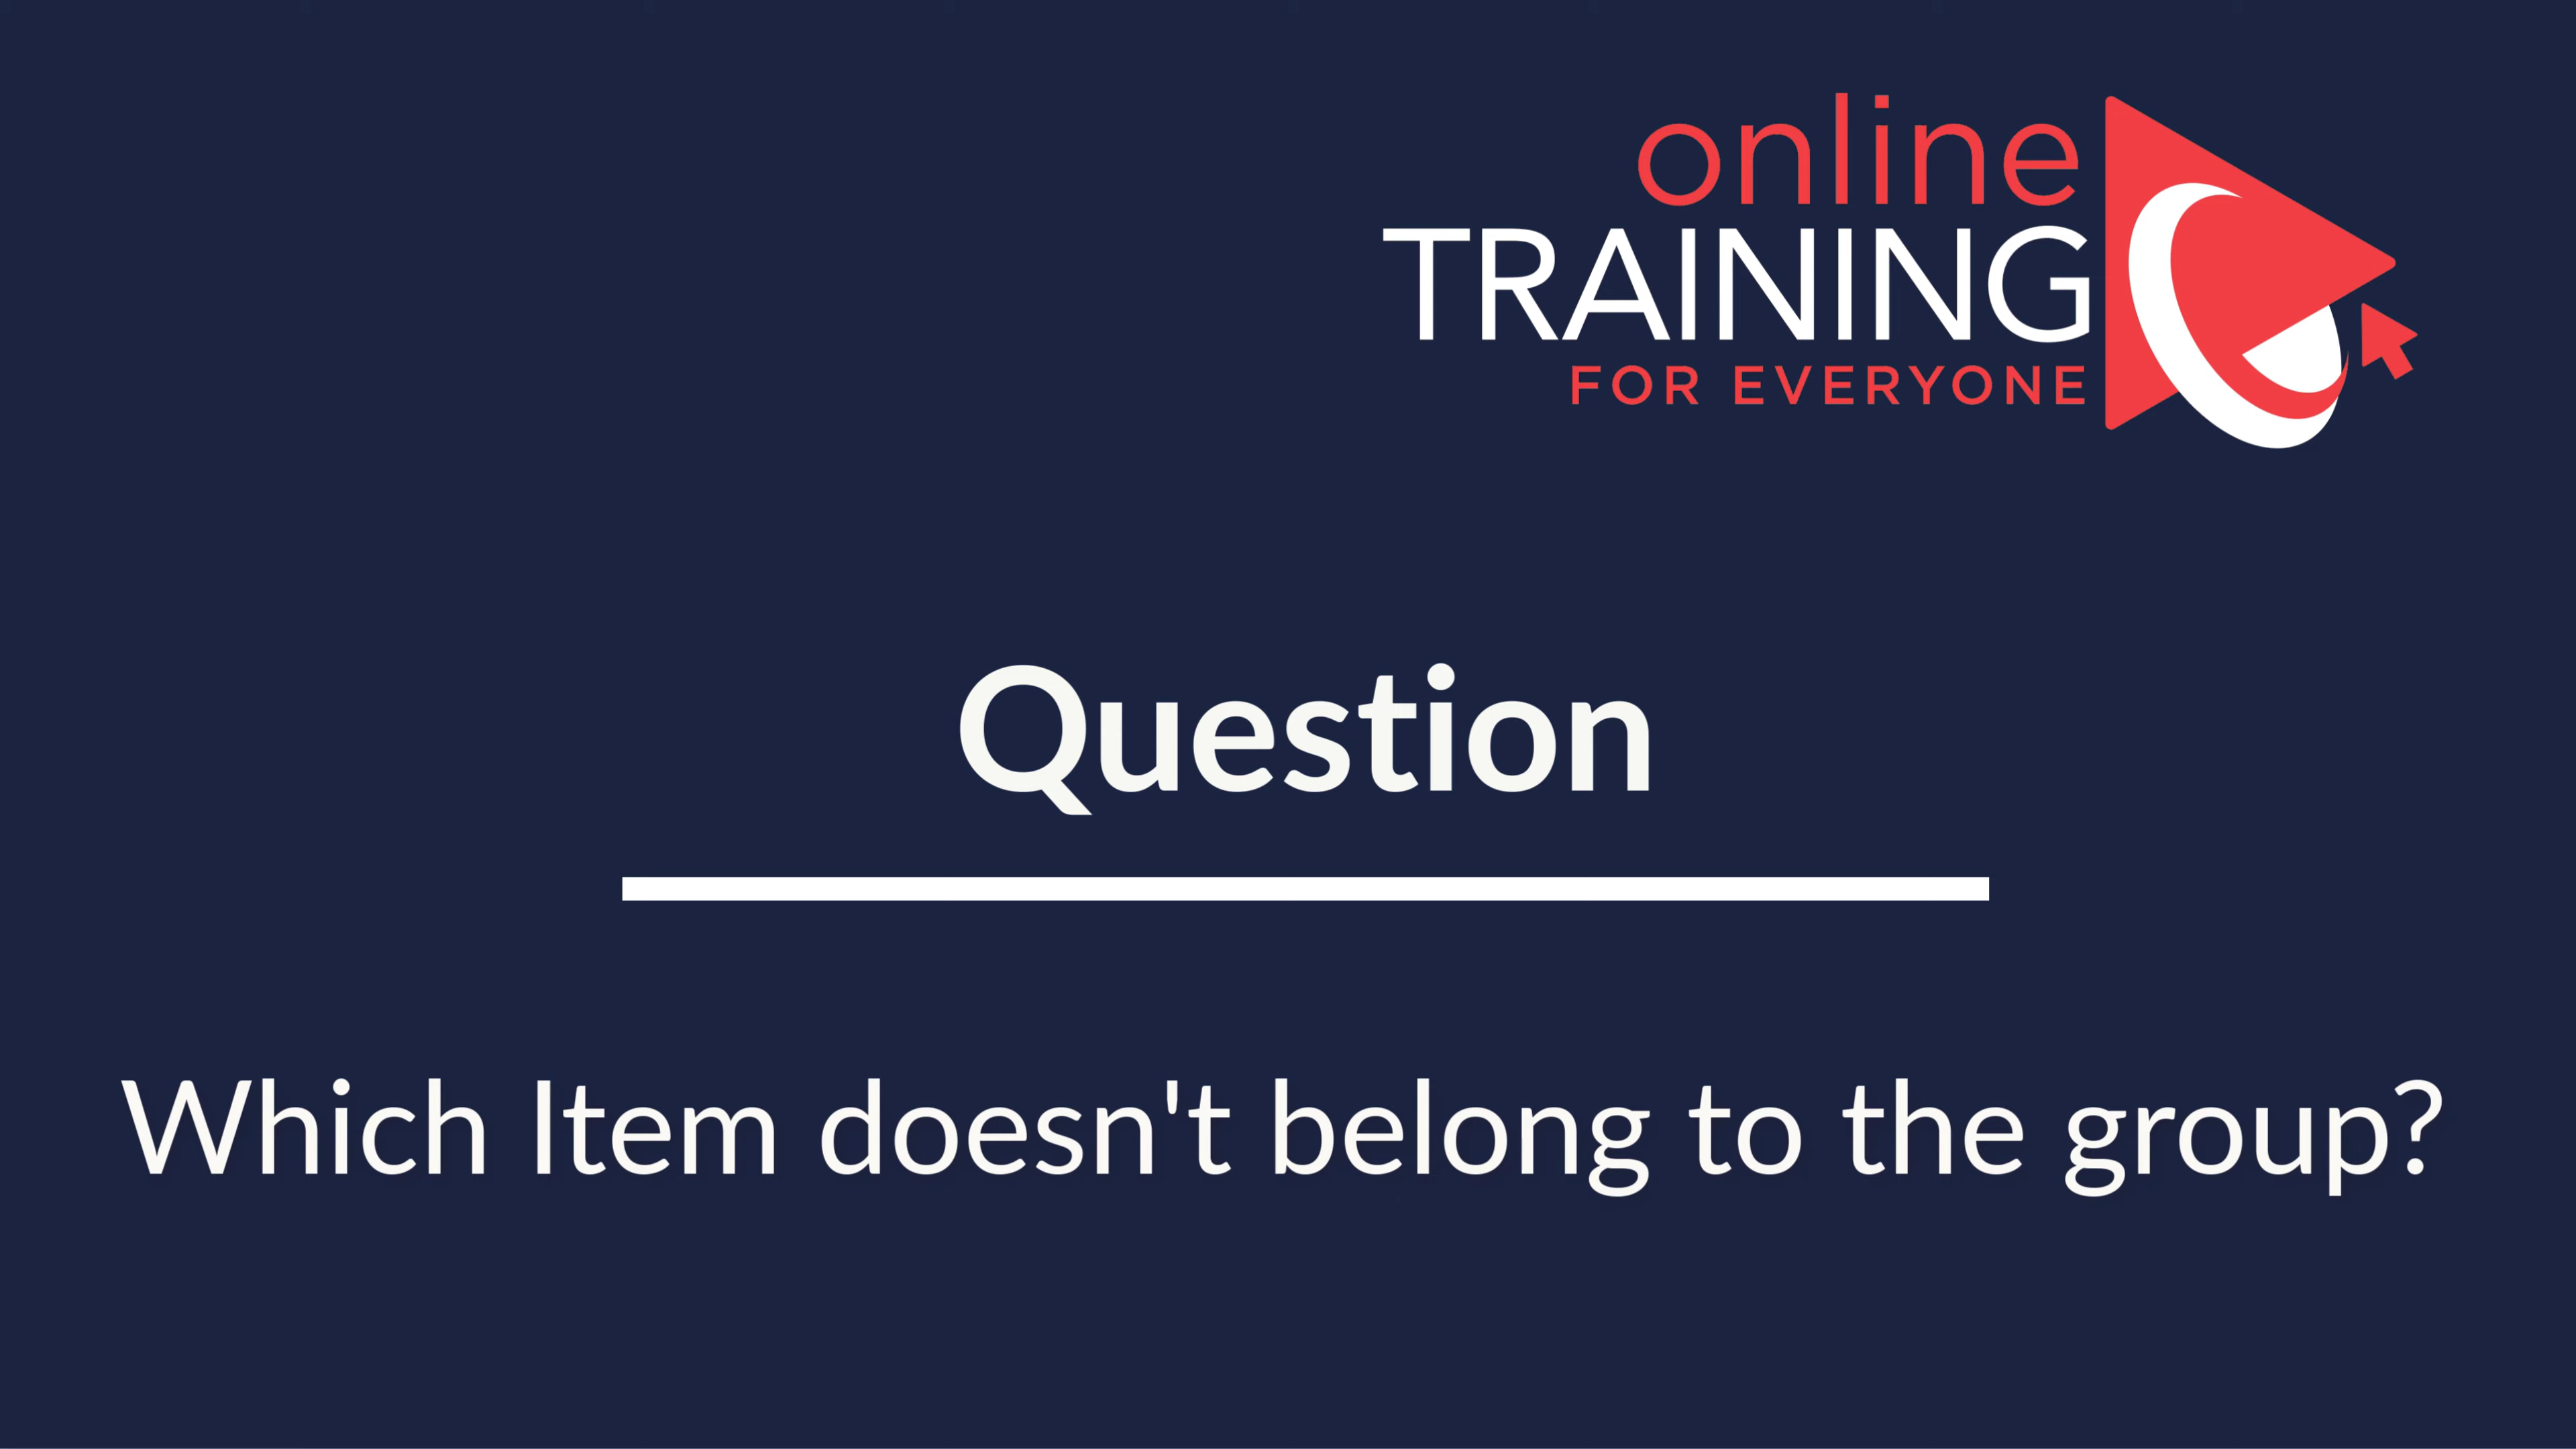 online
TRAINING
FOR EVERYONE
Question
Which Item doesn't belong to the group?